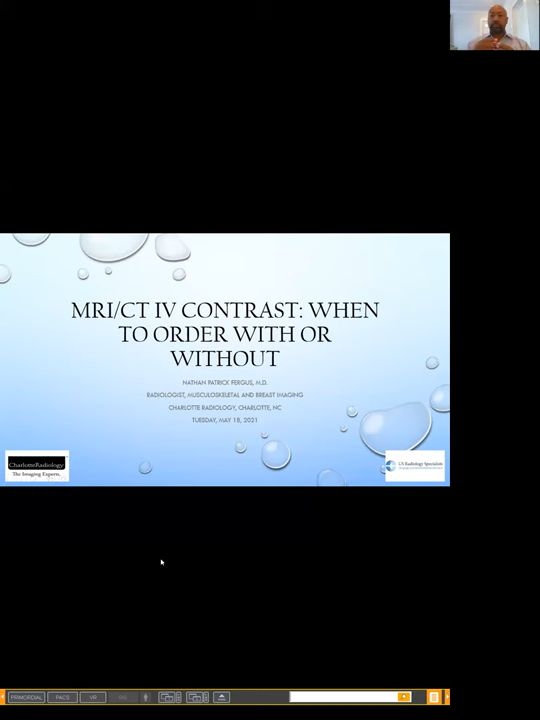 MRI/CT IV CONTRAST: WHEN
TO ORDER WITH OR
WITHOUT
NATHAN PATRICK FERGUS, M.D.
RADIOLOGIST, MUSCULOSKELETAL AND BREAST IMAGING
CHARLOTTE RADIOLOGY, CHARLOTTE, NC
TUESDAY, MAY 18, 2021
CharlotteRadiology
The Imaging Experts.
US Radiology Specialists
PRIMORDIAL
PACS
VR